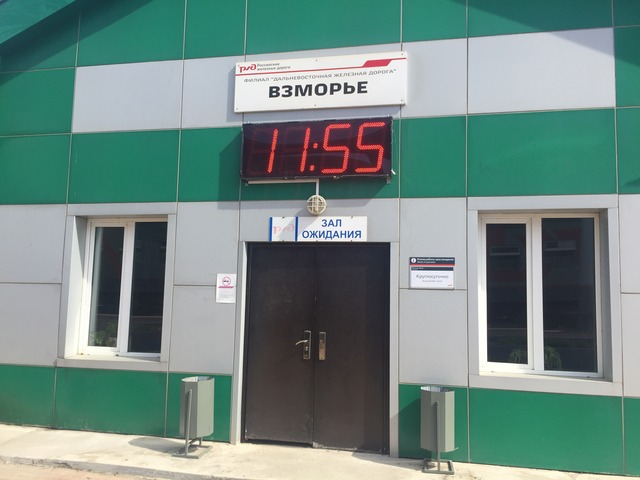 РЖД Российские
железные дороги
ФИЛИАЛ "ДАЛЬНЕВОСТОЧНАЯ ЖЕЛЕЗНАЯ ДОРОГА"
ВЗМОРЬЕ
11:55
РЖД
ЗАЛ
ОЖИДАНИЯ
Круглосуточно